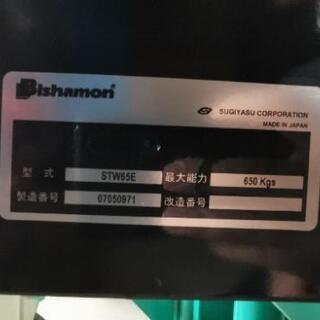 Bishamon
SUGIYASU CORPORATION
MADE IN JAPAN
型式 STW65E 最大能力 650 Kgs
製造番号 07050971 改造番号